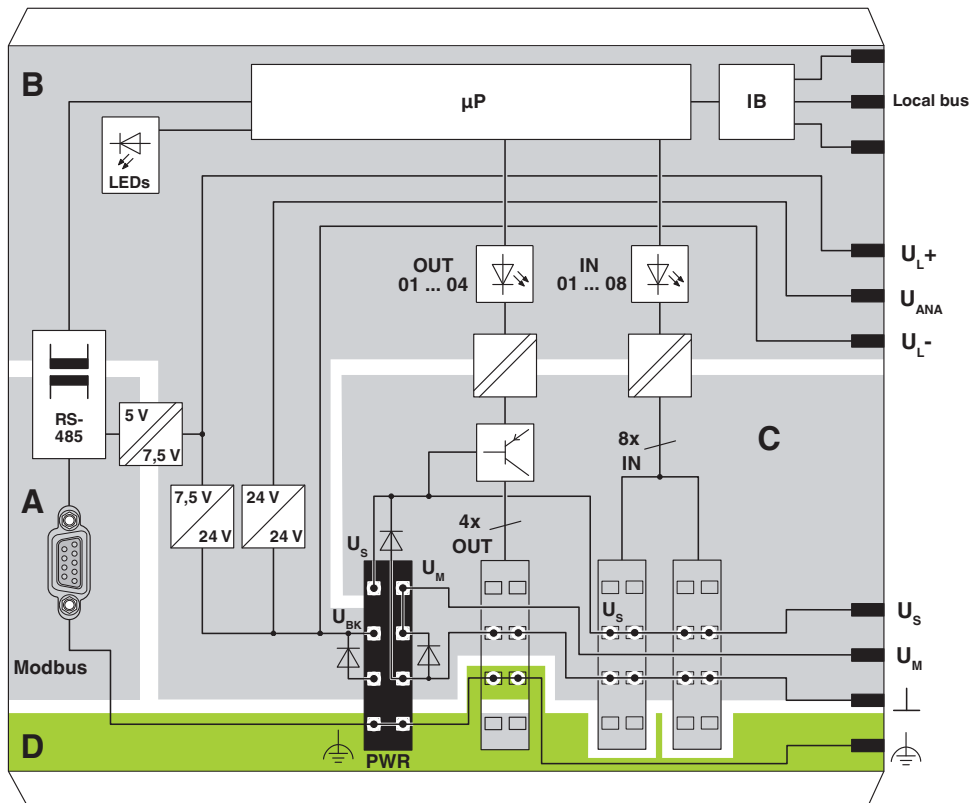 B
µP
IB
Local bus
LEDs
OUT
01 ... 04
IN
01 ... 08
UL+
UANA
UL-
RS-
485
5 V
7,5 V
8x
IN
C
A
7,5 V
24 V
24 V
24 V
4x
OUT
US
UM
UBK
US
US
UM
Modbus
D
PWR